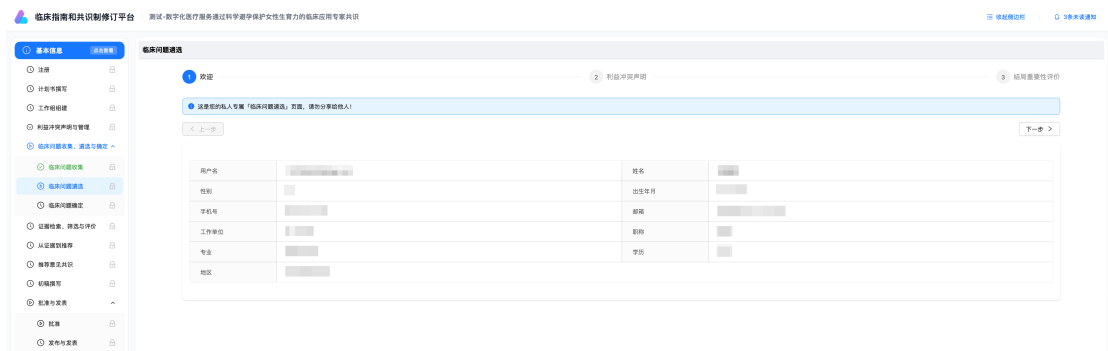 临床指南和共识制修订平台
测试-数字化医疗服务通过科学避孕保护女性生育力的临床应用专家共识
收起侧边栏
3条未读通知
基本信息
点击查看
注册
计划书撰写
工作组组建
利益冲突声明与管理
临床问题收集、遴选与确定
临床问题收集
临床问题遴选
临床问题确定
证据检索、筛选与评价
从证据到推荐
推荐意见共识
初稿撰写
批准与发表
批准
发布与发表
临床问题遴选
1 欢迎
2 利益冲突声明
3 结局重要性评价
这是您的私人专属「临床问题遴选」页面，请勿分享给他人！
上一步
下一步
用户名
姓名
性别
出生年月
手机号
邮箱
工作单位
职称
专业
学历
地区